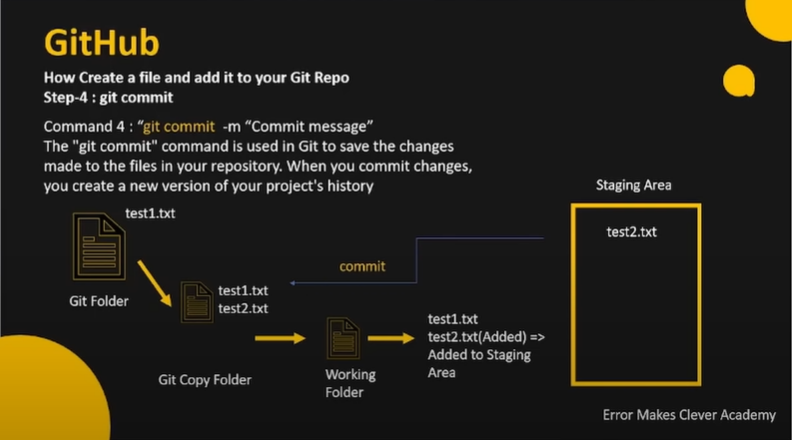 GitHub
How Create a file and add it to your Git Repo
Step-4 : git commit
Command 4 : “git commit -m “Commit message”
The "git commit" command is used in Git to save the changes
made to the files in your repository. When you commit changes,
you create a new version of your project's history
Staging Area
test1.txt
test2.txt
commit
Git Folder
test1.txt
test2.txt
test1.txt
test2.txt(Added) =>
Added to Staging
Area
Git Copy Folder
Working
Folder
Error Makes Clever Academy